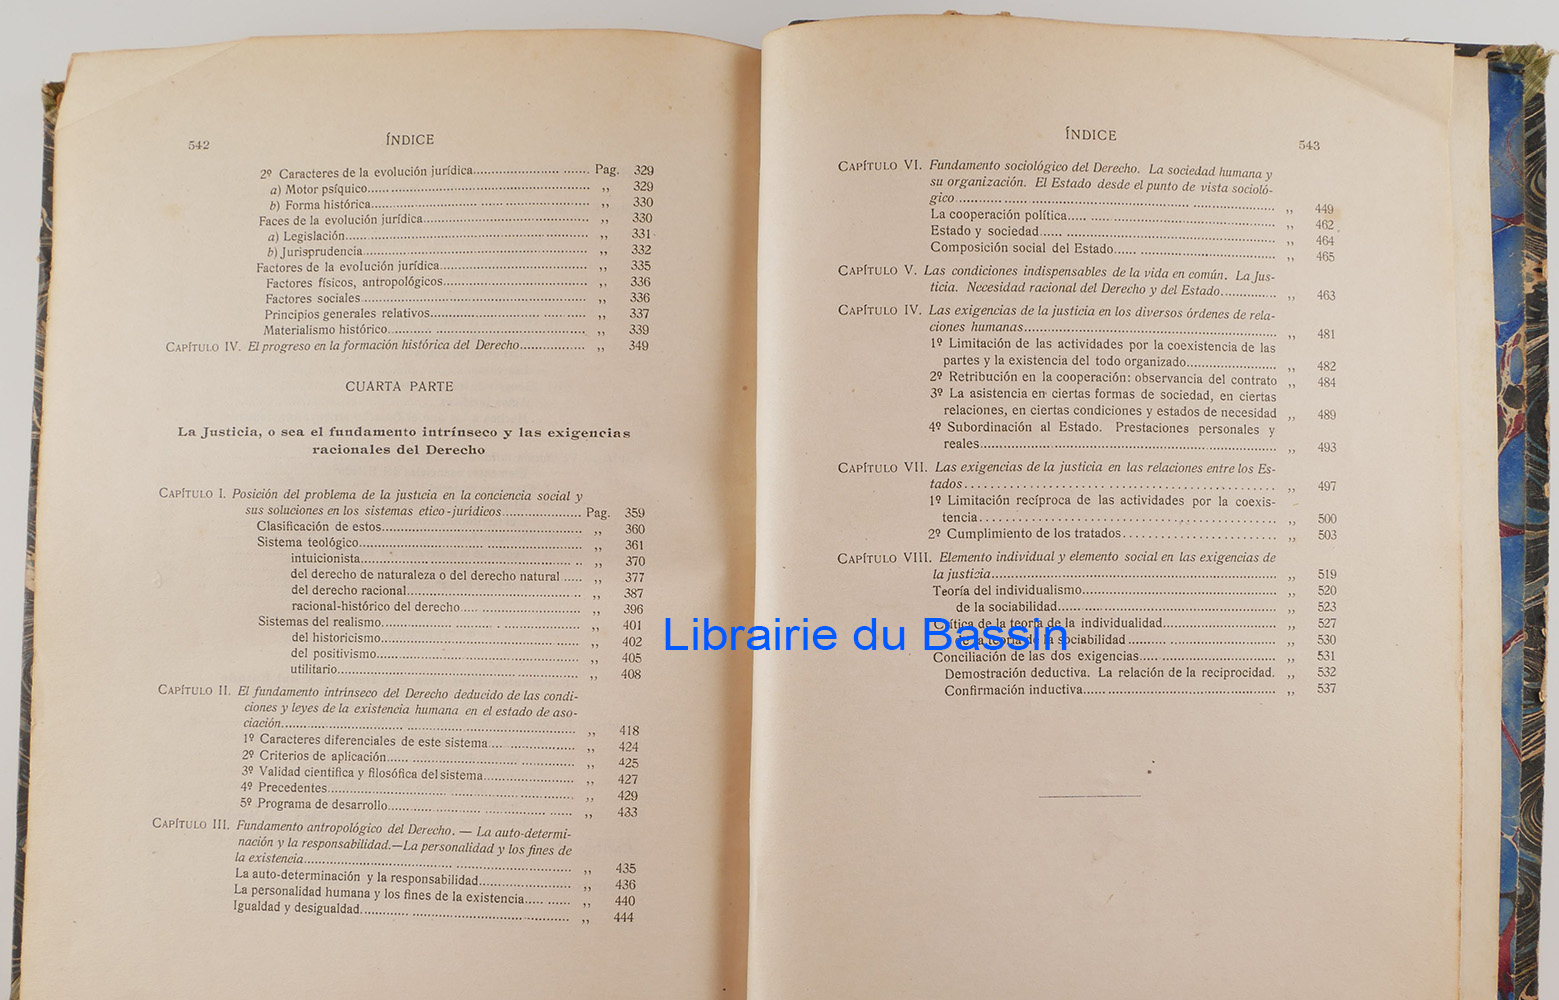 542
ÍNDICE
2º Caracteres de la evolución jurídica........ Pag. 329
a) Motor psíquico........ ,, 329
b) Forma histórica........ ,, 330
Faces de la evolución jurídica........ ,, 330
a) Legislación........ ,, 331
b) Jurisprudencia........ ,, 332
Factores de la evolución jurídica........ ,, 335
Factores físicos, antropológicos........ ,, 336
Factores sociales........ ,, 336
Principios generales relativos........ ,, 337
Materialismo histórico........ ,, 339
CAPÍTULO IV. El progreso en la formación histórica del Derecho........ ,, 349
CUARTA PARTE
La Justicia, o sea el fundamento intrínseco y las exigencias
racionales del Derecho
CAPÍTULO I. Posición del problema de la justicia en la conciencia social y
sus soluciones en los sistemas etico-jurídicos........ Pag. 359
Clasificación de estos........ ,, 360
Sistema teológico........ ,, 361
intuicionista........ ,, 370
del derecho de naturaleza o del derecho natural ..... ,, 377
del derecho racional........ ,, 387
racional-histórico del derecho........ ,, 396
Sistemas del realismo........ ,, 401
del historicismo........ ,, 402
del positivismo........ ,, 405
utilitario........ ,, 408
CAPÍTULO II. El fundamento intrínseco del Derecho deducido de las condi-
ciones y leyes de la existencia humana en el estado de aso-
ciación........ ,, 418
1º Caracteres diferenciales de este sistema........ ,, 424
2º Criterios de aplicación........ ,, 425
3º Validad cientifica y filosófica del sistema........ ,, 427
4º Precedentes........ ,, 429
5º Programa de desarrollo........ ,, 433
CAPÍTULO III. Fundamento antropológico del Derecho. — La auto-determi-
nación y la responsabilidad.—La personalidad y los fines de
la existencia........ ,, 435
La auto-determinación y la responsabilidad........ ,, 436
La personalidad humana y los fines de la existencia........ ,, 440
Igualdad y desigualdad........ ,, 444
ÍNDICE
543
CAPÍTULO VI. Fundamento sociológico del Derecho. La sociedad humana y
su organización. El Estado desde el punto de vista socioló-
gico........ ,, 449
La cooperación política........ ,, 462
Estado y sociedad........ ,, 464
Composición social del Estado........ ,, 465
CAPÍTULO V. Las condiciones indispensables de la vida en común. La Jus-
ticia. Necesidad racional del Derecho y del Estado........ ,, 463
CAPÍTULO IV. Las exigencias de la justicia en los diversos órdenes de rela-
ciones humanas........ ,, 481
1º Limitación de las actividades por la coexistencia de las
partes y la existencia del todo organizado........ ,, 482
2º Retribución en la cooperación: observancia del contrato ,, 484
3º La asistencia en ciertas formas de sociedad, en ciertas
relaciones, en ciertas condiciones y estados de necesidad ,, 489
4º Subordinación al Estado. Prestaciones personales y
reales........ ,, 493
CAPÍTULO VII. Las exigencias de la justicia en las relaciones entre los Es-
tados........ ,, 497
1º Limitación recíproca de las actividades por la coexis-
tencia........ ,, 500
2º Cumplimiento de los tratados........ ,, 503
CAPÍTULO VIII. Elemento individual y elemento social en las exigencias de
la justicia........ ,, 519
Teoría del individualismo........ ,, 520
de la sociabilidad........ ,, 523
Crítica de la teoría de la individualidad........ ,, 527
de la teoría de la sociabilidad........ ,, 530
Conciliación de las dos exigencias........ ,, 531
Demostración deductiva. La relación de la reciprocidad. ,, 532
Confirmación inductiva........ ,, 537
Librairie du Bassin